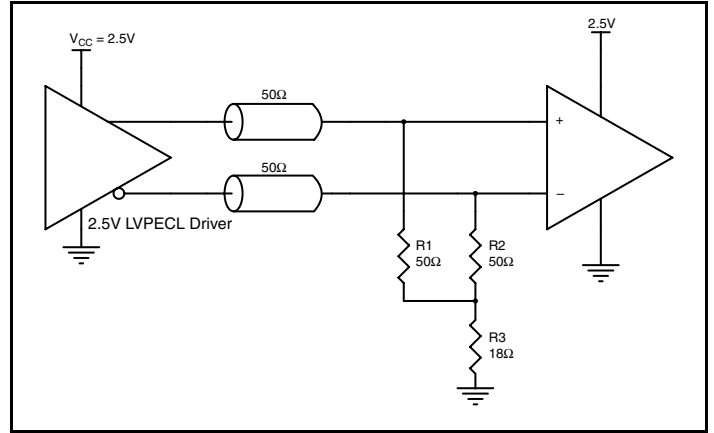 V_CC = 2.5V
2.5V
50Ω
+
50Ω
−
2.5V LVPECL Driver
R1
50Ω
R2
50Ω
R3
18Ω